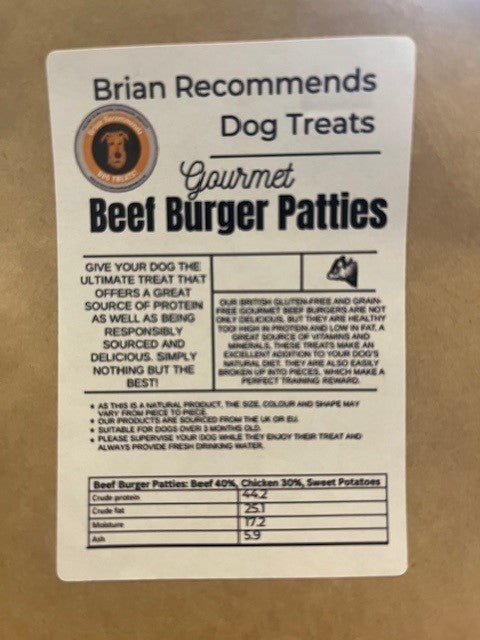 Brian Recommends
Dog Treats
Brian Recommends
DOG TREATS!
Gourmet
Beef Burger Patties
GIVE YOUR DOG THE
ULTIMATE TREAT THAT
OFFERS A GREAT
SOURCE OF PROTEIN
AS WELL AS BEING
RESPONSIBLY
SOURCED AND
DELICIOUS. SIMPLY
NOTHING BUT THE
BEST!
OUR BRITISH GLUTEN-FREE AND GRAIN-
FREE GOURMET BEEF BURGERS ARE NOT
ONLY DELICIOUS, BUT THEY ARE HEALTHY
TOO! HIGH IN PROTEIN AND LOW IN FAT, A
GREAT SOURCE OF VITAMINS AND
MINERALS, THESE TREATS MAKE AN
EXCELLENT ADDITION TO YOUR DOG'S
NATURAL DIET. THEY ARE ALSO EASILY
BROKEN UP INTO PIECES, WHICH MAKE A
PERFECT TRAINING REWARD.
★ AS THIS IS A NATURAL PRODUCT, THE SIZE, COLOUR AND SHAPE MAY
VARY FROM PIECE TO PIECE.
★ OUR PRODUCTS ARE SOURCED FROM THE UK OR EU.
★ SUITABLE FOR DOGS OVER 3 MONTHS OLD.
★ PLEASE SUPERVISE YOUR DOG WHILE THEY ENJOY THEIR TREAT AND
ALWAYS PROVIDE FRESH DRINKING WATER.
Beef Burger Patties: Beef 40%, Chicken 30%, Sweet Potatoes
Crude protein 44.2
Crude fat 25.1
Moisture 17.2
Ash 5.9